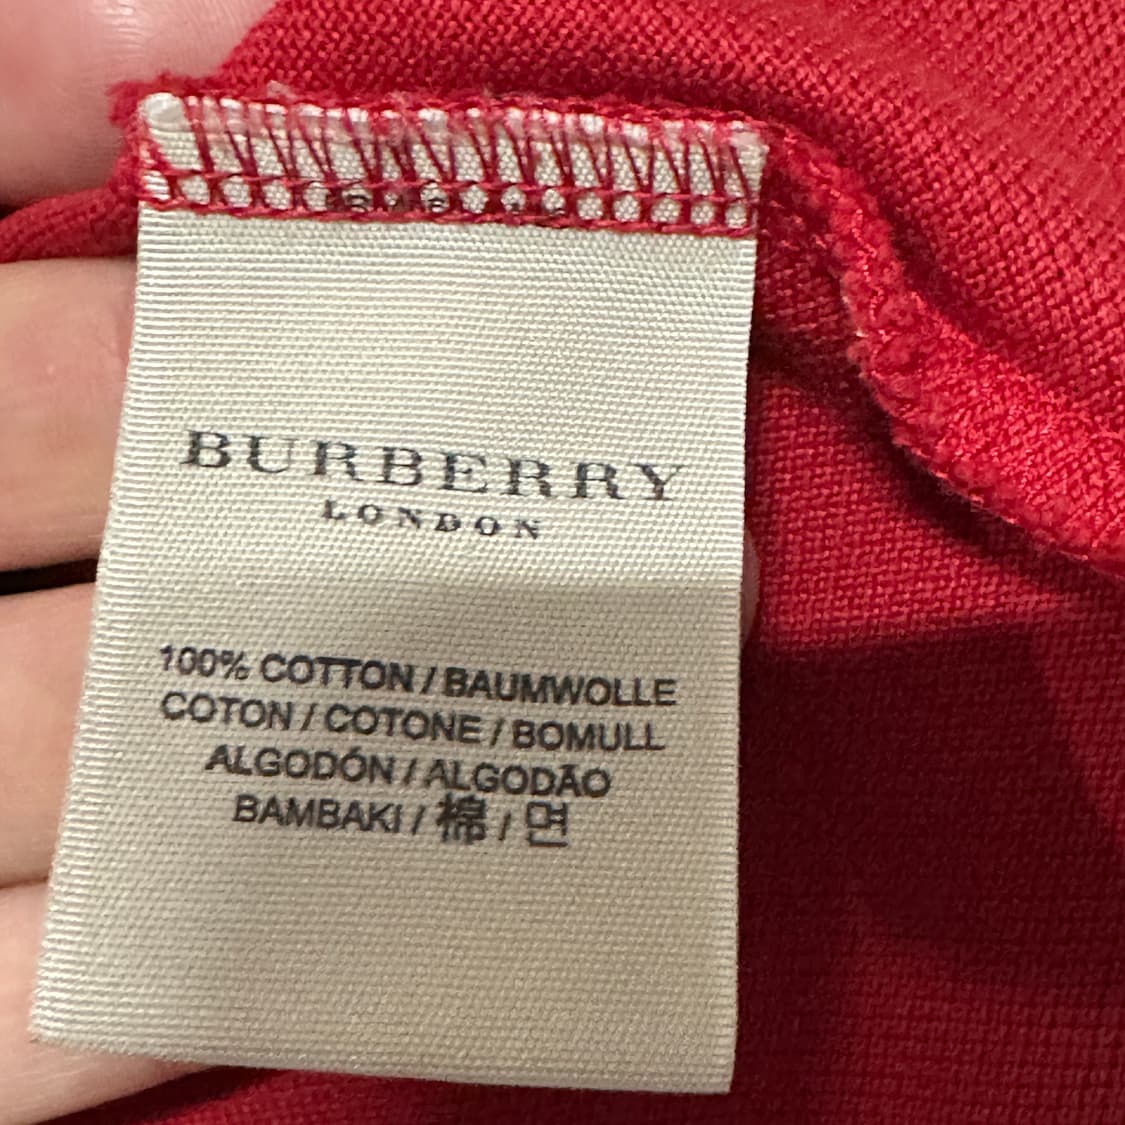 BURBERRY
LONDON
100% COTTON / BAUMWOLLE
COTON / COTONE / BOMULL
ALGODÓN / ALGODÃO
BAMBAKI / 棉 / 면